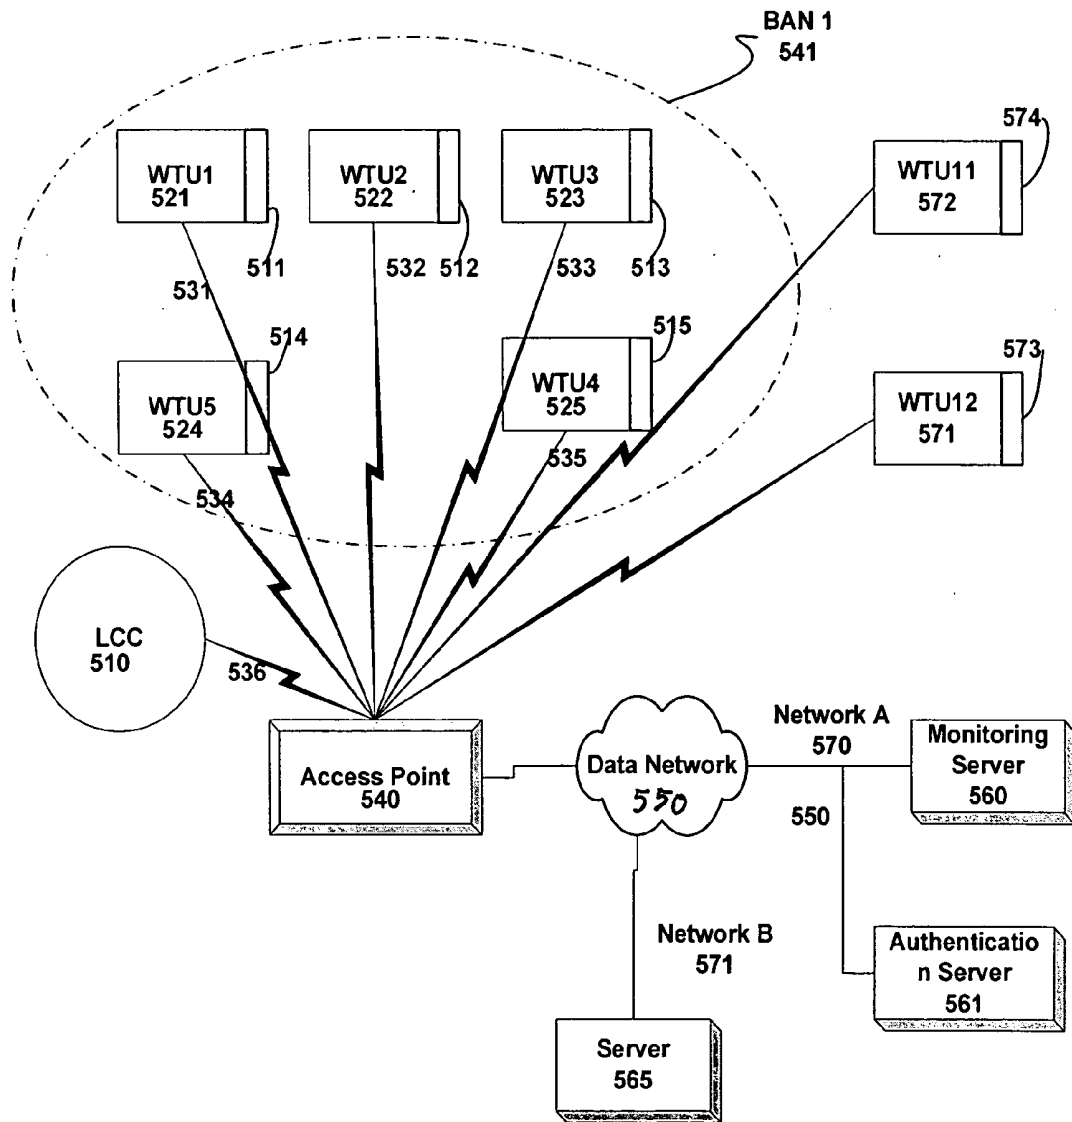 BAN 1
541
574
WTU1
521
WTU2
522
WTU3
523
WTU11
572
511
512
513
531
532
533
514
515
573
WTU5
524
WTU4
525
WTU12
571
534
535
LCC
510
536
Access Point
540
Data Network
550
Network A
570
Monitoring
Server
560
550
Network B
571
Authenticatio
n Server
561
Server
565